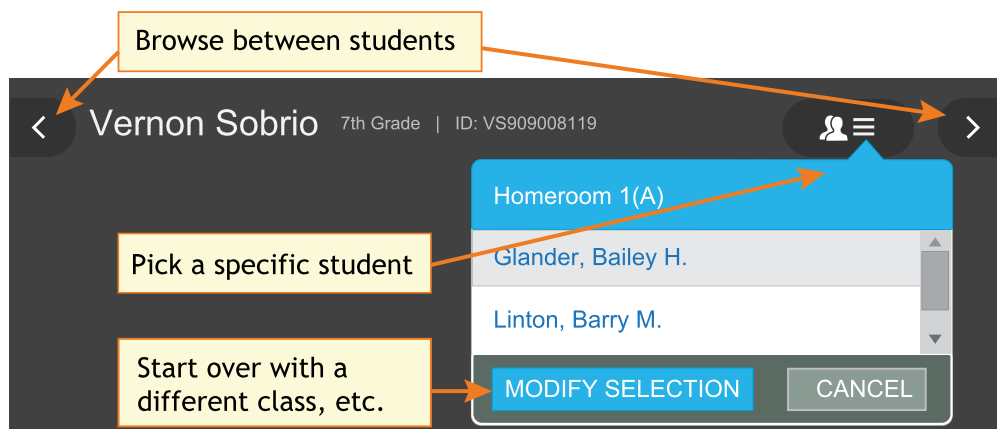 Browse between students
Vernon Sobrio 7th Grade | ID: VS909008119
Homeroom 1(A)
Glander, Bailey H.
Pick a specific student
Linton, Barry M.
Start over with a
different class, etc.
MODIFY SELECTION CANCEL